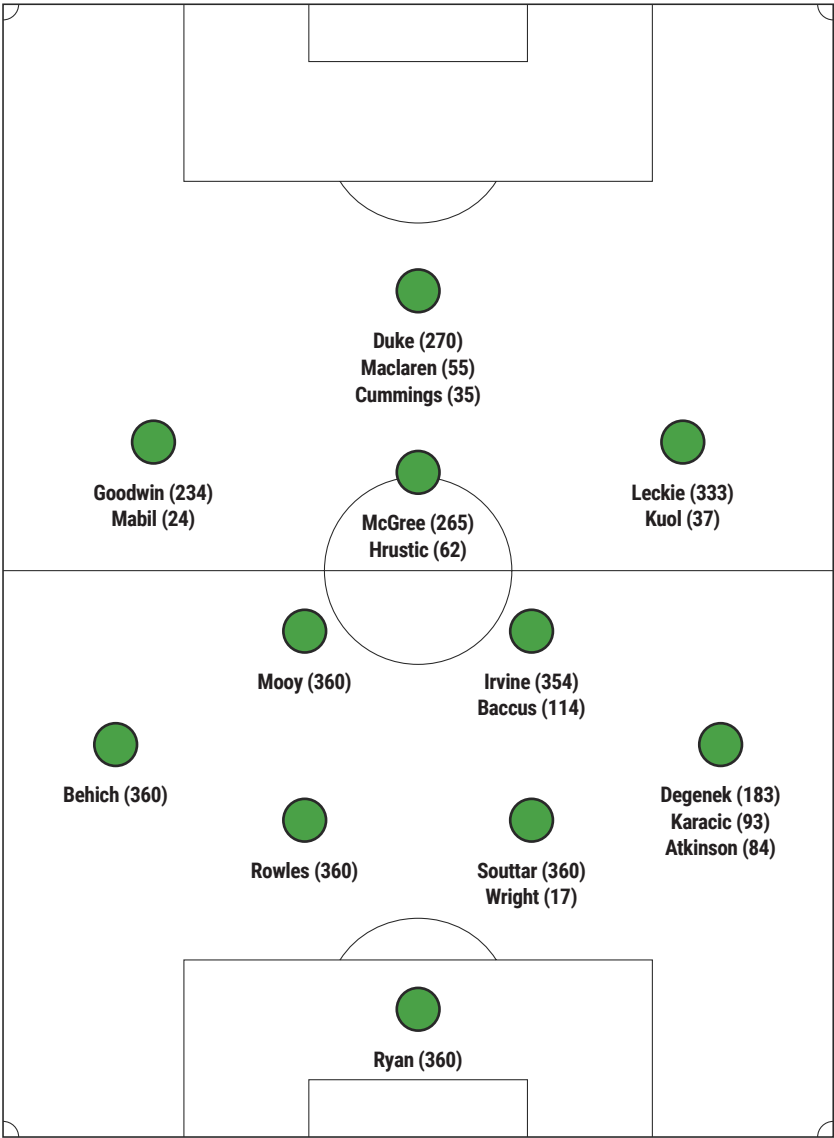 Duke (270)
Maclaren (55)
Cummings (35)
Goodwin (234)
Mabil (24)
McGree (265)
Hrustic (62)
Leckie (333)
Kuol (37)
Mooy (360)
Irvine (354)
Baccus (114)
Behich (360)
Rowles (360)
Souttar (360)
Wright (17)
Degenek (183)
Karacic (93)
Atkinson (84)
Ryan (360)